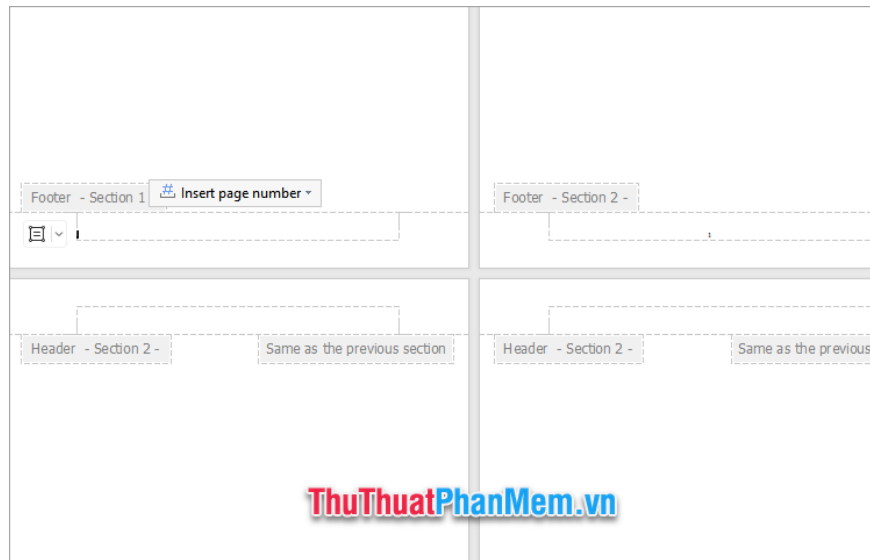 Footer - Section 1
Insert page number
Footer - Section 2 -
1
Header - Section 2 -
Same as the previous section
Header - Section 2 -
Same as the previous
ThuThuatPhanMem.vn